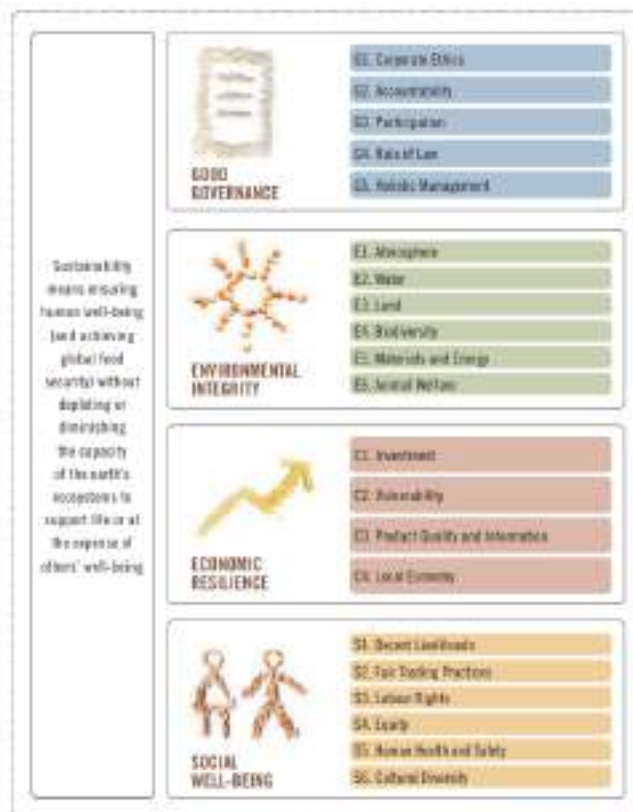 Sustainability
means ensuring
human well-being
(and achieving
global food
security) without
depleting or
diminishing
the capacity
of the earth's
ecosystems to
support life or at
the expense of
others' well-being
GOOD
GOVERNANCE
G1. Corporate Ethics
G2. Accountability
G3. Participation
G4. Rule of Law
G5. Holistic Management
ENVIRONMENTAL
INTEGRITY
E1. Atmosphere
E2. Water
E3. Land
E4. Biodiversity
E5. Materials and Energy
E6. Animal Welfare
ECONOMIC
RESILIENCE
C1. Investment
C2. Vulnerability
C3. Product Quality and Information
C4. Local Economy
SOCIAL
WELL-BEING
S1. Decent Livelihoods
S2. Fair Trading Practices
S3. Labour Rights
S4. Equity
S5. Human Health and Safety
S6. Cultural Diversity